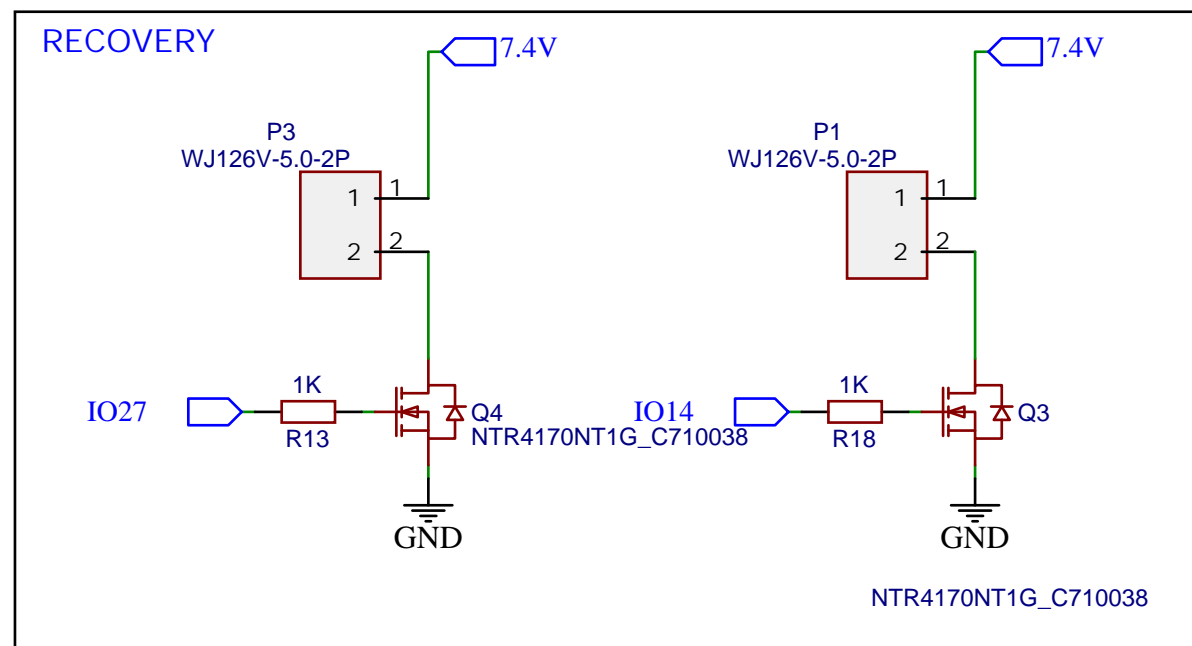 RECOVERY
7.4V
P3
WJ126V-5.0-2P
1
1
2
2
IO27
1K
R13
Q4
NTR4170NT1G_C710038
GND
7.4V
P1
WJ126V-5.0-2P
1
1
2
2
IO14
1K
R18
Q3
GND
NTR4170NT1G_C710038